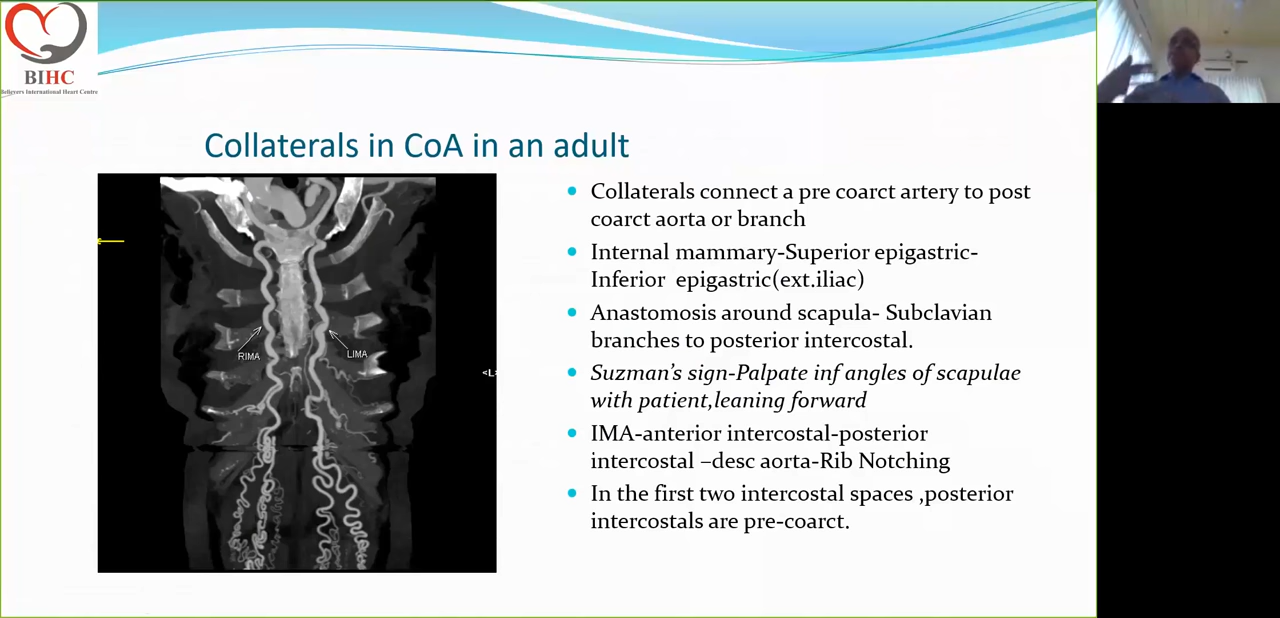 BIHC
Believers International Heart Centre
Collaterals in CoA in an adult
RIMA
LIMA
<L>
Collaterals connect a pre coarct artery to post
coarct aorta or branch
Internal mammary-Superior epigastric-
Inferior epigastric(ext.iliac)
Anastomosis around scapula- Subclavian
branches to posterior intercostal.
Suzman's sign-Palpate inf angles of scapulae
with patient,leaning forward
IMA-anterior intercostal-posterior
intercostal –desc aorta-Rib Notching
In the first two intercostal spaces ,posterior
intercostals are pre-coarct.